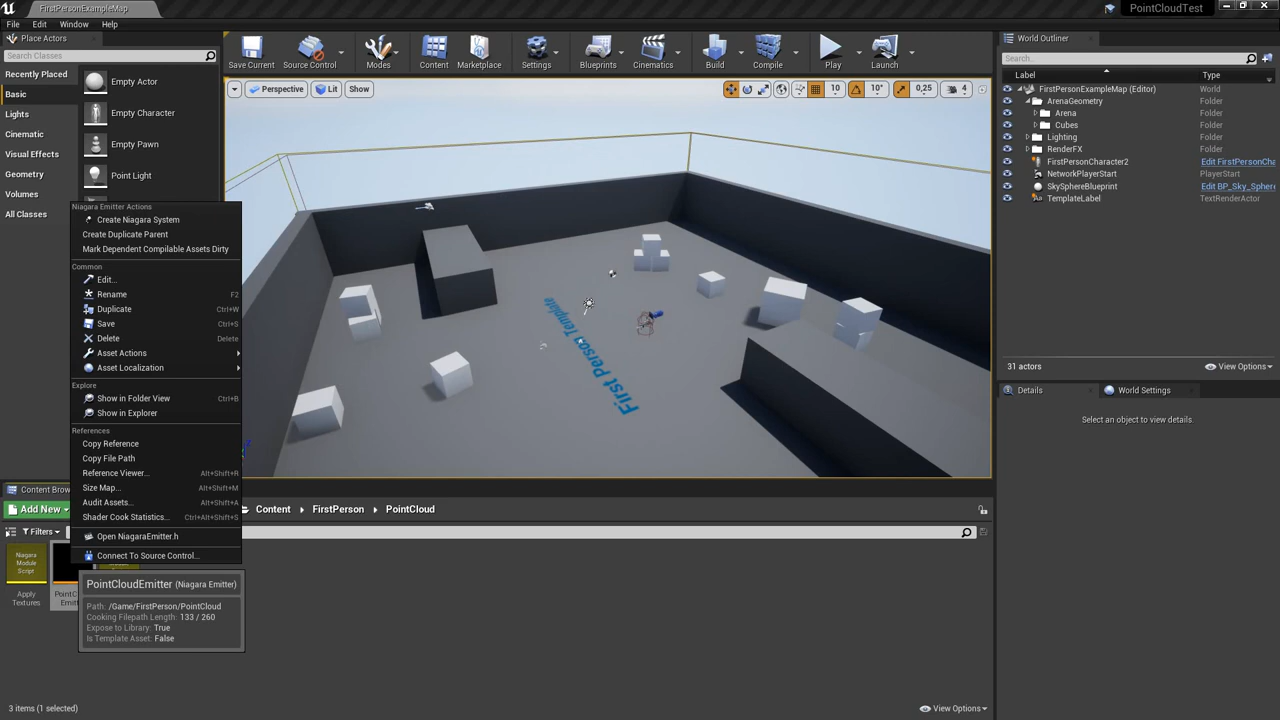 FirstPersonExampleMap
PointCloudTest
File Edit Window Help
Place Actors
Search Classes
Recently Placed
Basic
Lights
Cinematic
Visual Effects
Geometry
Volumes
All Classes
Empty Actor
Empty Character
Empty Pawn
Point Light
Save Current
Source Control
Modes
Content
Marketplace
Settings
Blueprints
Cinematics
Build
Compile
Play
Launch
Perspective
Lit
Show
10
10°
0,25
4
First Person Template
World Outliner
Search...
Label
Type
FirstPersonExampleMap (Editor) World
ArenaGeometry Folder
Arena Folder
Cubes Folder
Lighting Folder
RenderFX Folder
FirstPersonCharacter2 Edit FirstPersonCha
NetworkPlayerStart PlayerStart
SkySphereBlueprint Edit BP_Sky_Spher
TemplateLabel TextRenderActor
31 actors
View Options
Details
World Settings
Select an object to view details.
Niagara Emitter Actions
Create Niagara System
Create Duplicate Parent
Mark Dependent Compilable Assets Dirty
Common
Edit...
Rename F2
Duplicate Ctrl+W
Save Ctrl+S
Delete Delete
Asset Actions
Asset Localization
Explore
Show in Folder View Ctrl+B
Show in Explorer
References
Copy Reference
Copy File Path
Reference Viewer... Alt+Shift+R
Size Map... Alt+Shift+M
Audit Assets... Alt+Shift+A
Shader Cook Statistics... Ctrl+Alt+Shift+S
Open NiagaraEmitter.h
Connect To Source Control...
Content Brow
Add New
Content FirstPerson PointCloud
Filters
Niagara
Module
Script
Apply
Textures
PointC
Emit
PointCloudEmitter (Niagara Emitter)
Path: /Game/FirstPerson/PointCloud
Cooking Filepath Length: 133 / 260
Expose to Library: True
Is Template Asset: False
3 items (1 selected)
View Options